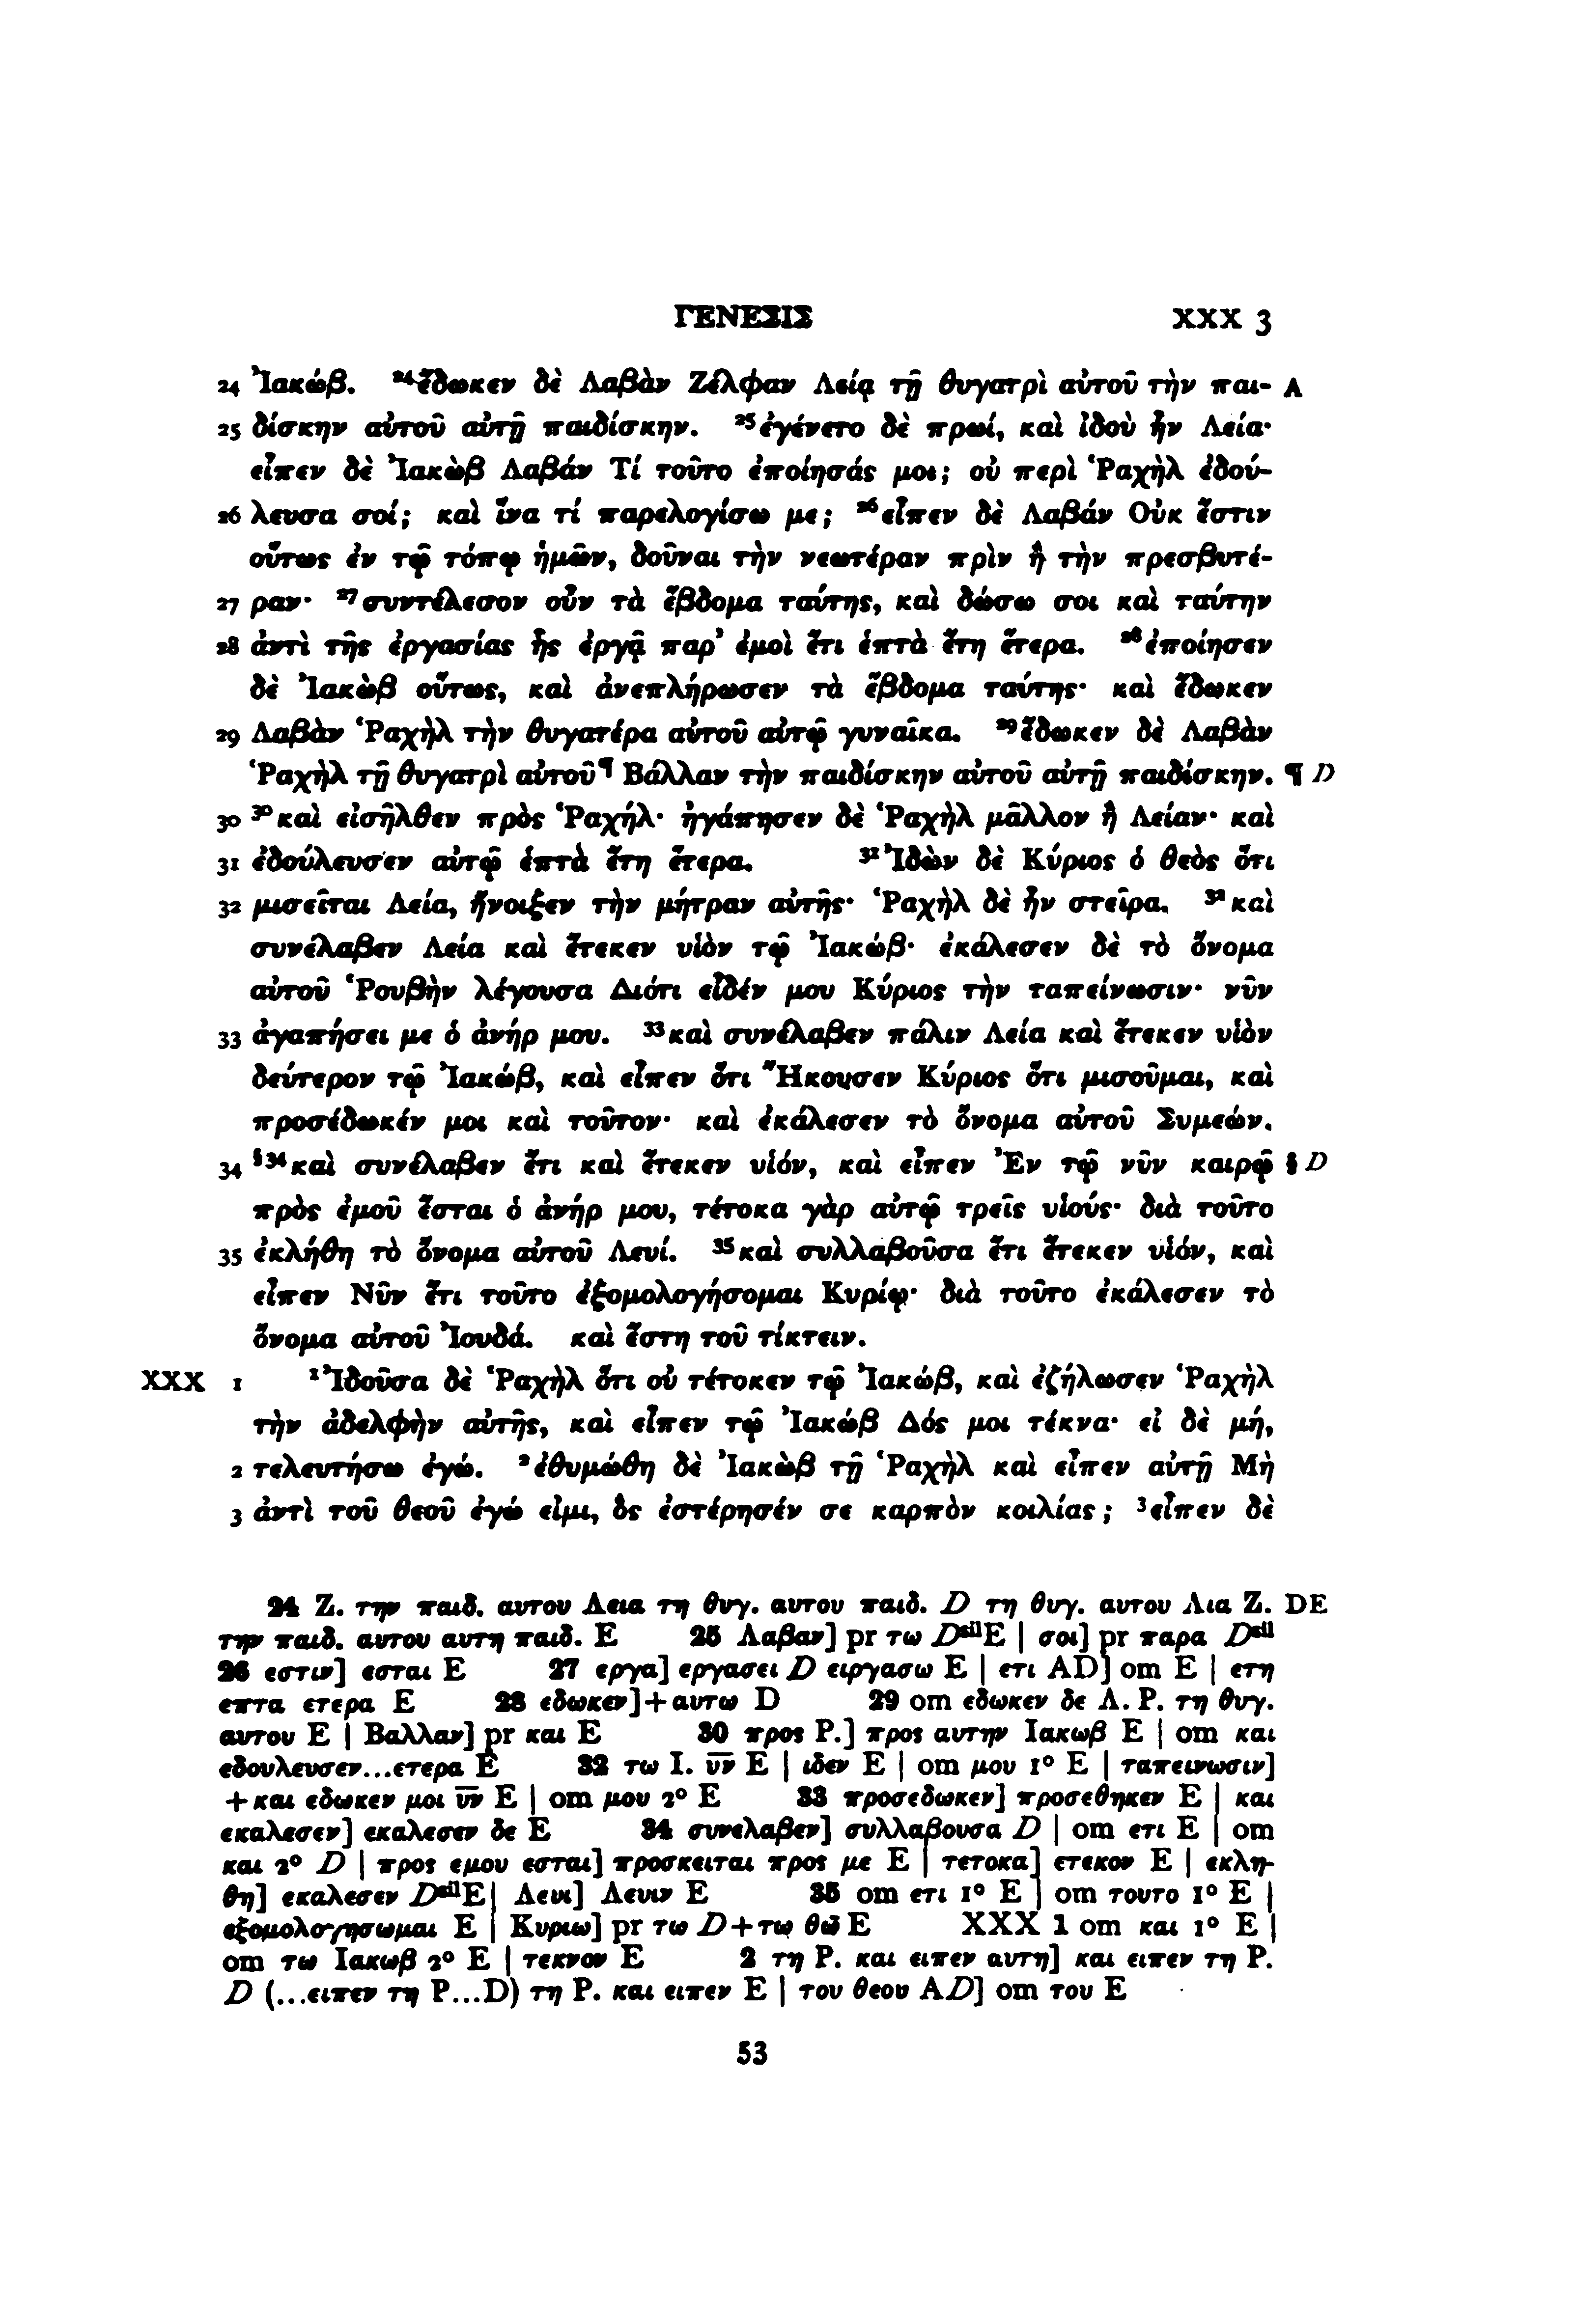 ΓΕΝΕΣΙΣ XXX 3
24 Ἰακώβ. ²⁴ἔδωκεν δὲ Λαβὰν Ζέλφαν Λείᾳ τῇ θυγατρὶ αὐτοῦ τὴν παι- A
25 δίσκην αὐτοῦ αὐτῇ παιδίσκην. ²⁵ἐγένετο δὲ πρωί, καὶ ἰδοὺ ἦν Λεία·
εἶπεν δὲ Ἰακὼβ Λαβάν Τί τοῦτο ἐποίησάς μοι; οὐ περὶ Ῥαχὴλ ἐδού-
26 λευσα σοί; καὶ ἵνα τί παρελογίσω με; ²⁶εἶπεν δὲ Λαβάν Οὐκ ἔστιν
οὕτως ἐν τῷ τόπῳ ἡμῶν, δοῦναι τὴν νεωτέραν πρὶν ἢ τὴν πρεσβυτέ-
27 ραν· ²⁷συντέλεσον οὖν τὰ ἕβδομα ταύτης, καὶ δώσω σοι καὶ ταύτην
28 ἀντὶ τῆς ἐργασίας ἧς ἐργᾷ παρ’ ἐμοὶ ἔτι ἑπτὰ ἔτη ἕτερα. ²⁸ἐποίησεν
δὲ Ἰακὼβ οὕτως, καὶ ἀνεπλήρωσεν τὰ ἕβδομα ταύτης· καὶ ἔδωκεν
29 Λαβὰν Ῥαχὴλ τὴν θυγατέρα αὐτοῦ αὐτῷ γυναῖκα. ²⁹ἔδωκεν δὲ Λαβὰν
Ῥαχὴλ τῇ θυγατρὶ αὐτοῦ¶ Βάλλαν τὴν παιδίσκην αὐτοῦ αὐτῇ παιδίσκην. ¶ D
30 ³⁰καὶ εἰσῆλθεν πρὸς Ῥαχήλ· ἠγάπησεν δὲ Ῥαχὴλ μᾶλλον ἢ Λείαν· καὶ
31 ἐδούλευσεν αὐτῷ ἑπτὰ ἔτη ἕτερα. ³¹Ἰδὼν δὲ Κύριος ὁ θεὸς ὅτι
32 μισεῖται Λεία, ἤνοιξεν τὴν μήτραν αὐτῆς· Ῥαχὴλ δὲ ἦν στεῖρα. ³²καὶ
συνέλαβεν Λεία καὶ ἔτεκεν υἱὸν τῷ Ἰακώβ· ἐκάλεσεν δὲ τὸ ὄνομα
αὐτοῦ Ῥουβὴν λέγουσα Διότι εἶδέν μου Κύριος τὴν ταπείνωσιν· νῦν
33 ἀγαπήσει με ὁ ἀνήρ μου. ³³καὶ συνέλαβεν πάλιν Λεία καὶ ἔτεκεν υἱὸν
δεύτερον τῷ Ἰακώβ, καὶ εἶπεν ὅτι Ἤκουσεν Κύριος ὅτι μισοῦμαι, καὶ
προσέδωκέν μοι καὶ τοῦτον· καὶ ἐκάλεσεν τὸ ὄνομα αὐτοῦ Συμεών.
34 §³⁴καὶ συνέλαβεν ἔτι καὶ ἔτεκεν υἱόν, καὶ εἶπεν Ἐν τῷ νῦν καιρῷ § D
πρὸς ἐμοῦ ἔσται ὁ ἀνήρ μου, τέτοκα γὰρ αὐτῷ τρεῖς υἱούς· διὰ τοῦτο
35 ἐκλήθη τὸ ὄνομα αὐτοῦ Λευί. ³⁵καὶ συλλαβοῦσα ἔτι ἔτεκεν υἱόν, καὶ
εἶπεν Νῦν ἔτι τοῦτο ἐξομολογήσομαι Κυρίῳ· διὰ τοῦτο ἐκάλεσεν τὸ
ὄνομα αὐτοῦ Ἰουδά. καὶ ἔστη τοῦ τίκτειν.
XXX 1 ¹Ἰδοῦσα δὲ Ῥαχὴλ ὅτι οὐ τέτοκεν τῷ Ἰακώβ, καὶ ἐζήλωσεν Ῥαχὴλ
τὴν ἀδελφὴν αὐτῆς, καὶ εἶπεν τῷ Ἰακώβ Δός μοι τέκνα· εἰ δὲ μή,
2 τελευτήσω ἐγώ. ²ἐθυμώθη δὲ Ἰακὼβ τῇ Ῥαχὴλ καὶ εἶπεν αὐτῇ Μὴ
3 ἀντὶ τοῦ θεοῦ ἐγώ εἰμι, ὃς ἐστέρησέν σε καρπὸν κοιλίας; ³εἶπεν δὲ
24 Ζ. την παιδ. αυτου Λεια τη θυγ. αυτου παιδ. D τη θυγ. αυτου Λια Ζ. DE
την παιδ. αυτου αυτη παιδ. E 25 Λαβαν] pr τω D^sil E | σοι] pr παρα D^sil
26 εστιν] εσται E 27 εργα] εργασει D ειργασω E | ετι AD] om E | ετη
επτα ετερα E 28 εδωκεν]+αυτω D 29 om εδωκεν δε Λ. Ρ. τη θυγ.
αυτου E | Βαλλαν] pr και E 30 προς Ρ.] προς αυτην Ιακωβ E | om και
εδουλευσεν...ετερα E 32 τω Ι. υ̅ν̅ E | ιδεν E | om μου 1° E | ταπεινωσιν]
+και εδωκεν μοι υ̅ν̅ E | om μου 2° E 33 προσεδωκεν] προσεθηκεν E | και
εκαλεσεν] εκαλεσεν δε E 34 συνελαβεν] συλλαβουσα D | om ετι E | om
και 2° D | προς εμου εσται] προσκειται προς με E | τετοκα] ετεκον E | εκλη-
θη] εκαλεσεν D^sil E | Λευι] Λευιν E 35 om ετι 1° E | om τουτο 1° E |
εξομολογησωμαι E | Κυριω] pr τω D+τω θ̅ω̅ E XXX 1 om και 1° E |
om τω Ιακωβ 2° E | τεκνον E 2 τη Ρ. και ειπεν αυτη] και ειπεν τη Ρ.
D (...ειπεν τη Ρ...D) τη Ρ. και ειπεν E | του θεου AD] om του E
53